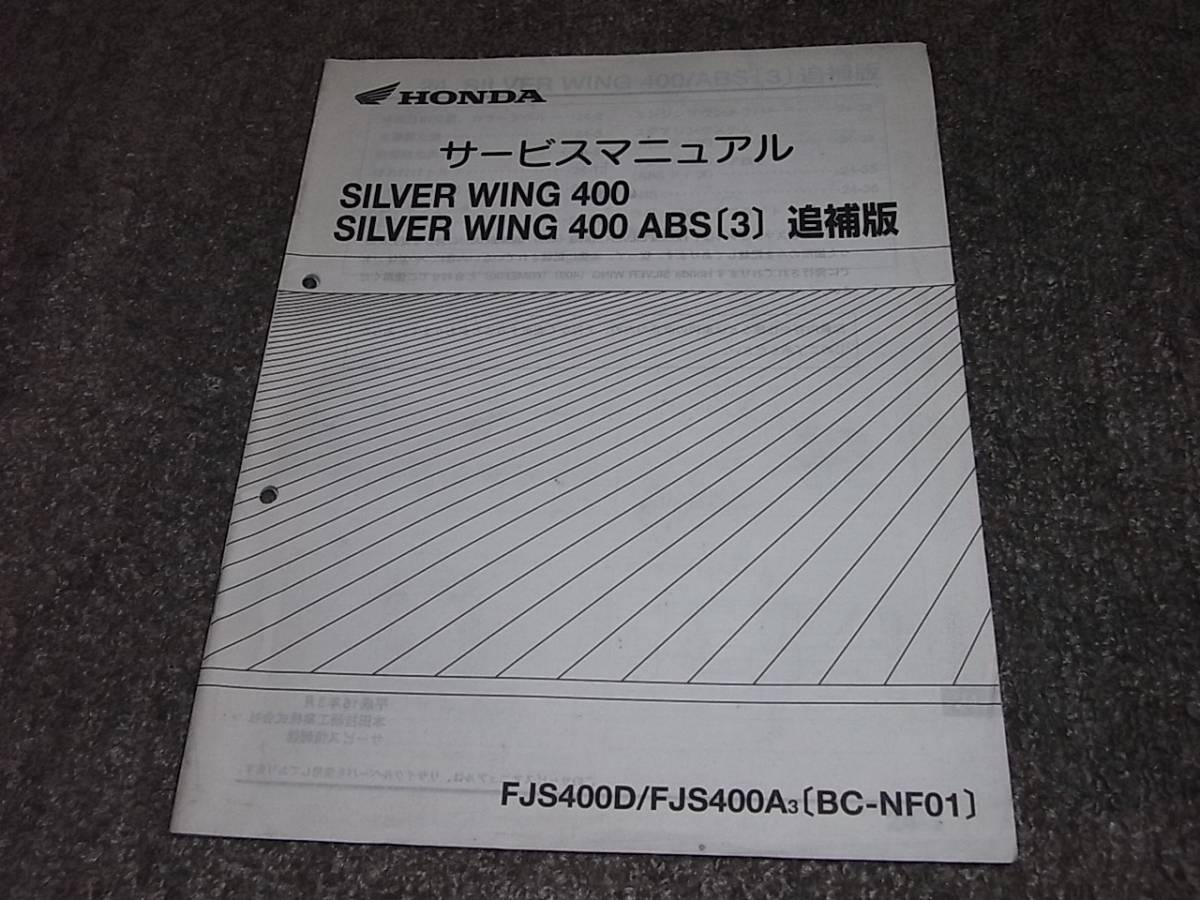 HONDA
サービスマニュアル
SILVER WING 400
SILVER WING 400 ABS〔3〕 追補版
FJS400D/FJS400A3〔BC-NF01〕